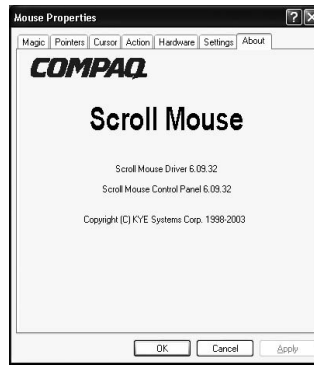 Mouse Properties
Magic Pointers Cursor Action Hardware Settings About
COMPAQ
Scroll Mouse
Scroll Mouse Driver 6.09.32
Scroll Mouse Control Panel 6.09.32
Copyright (C) KYE Systems Corp. 1998-2003
OK Cancel Apply